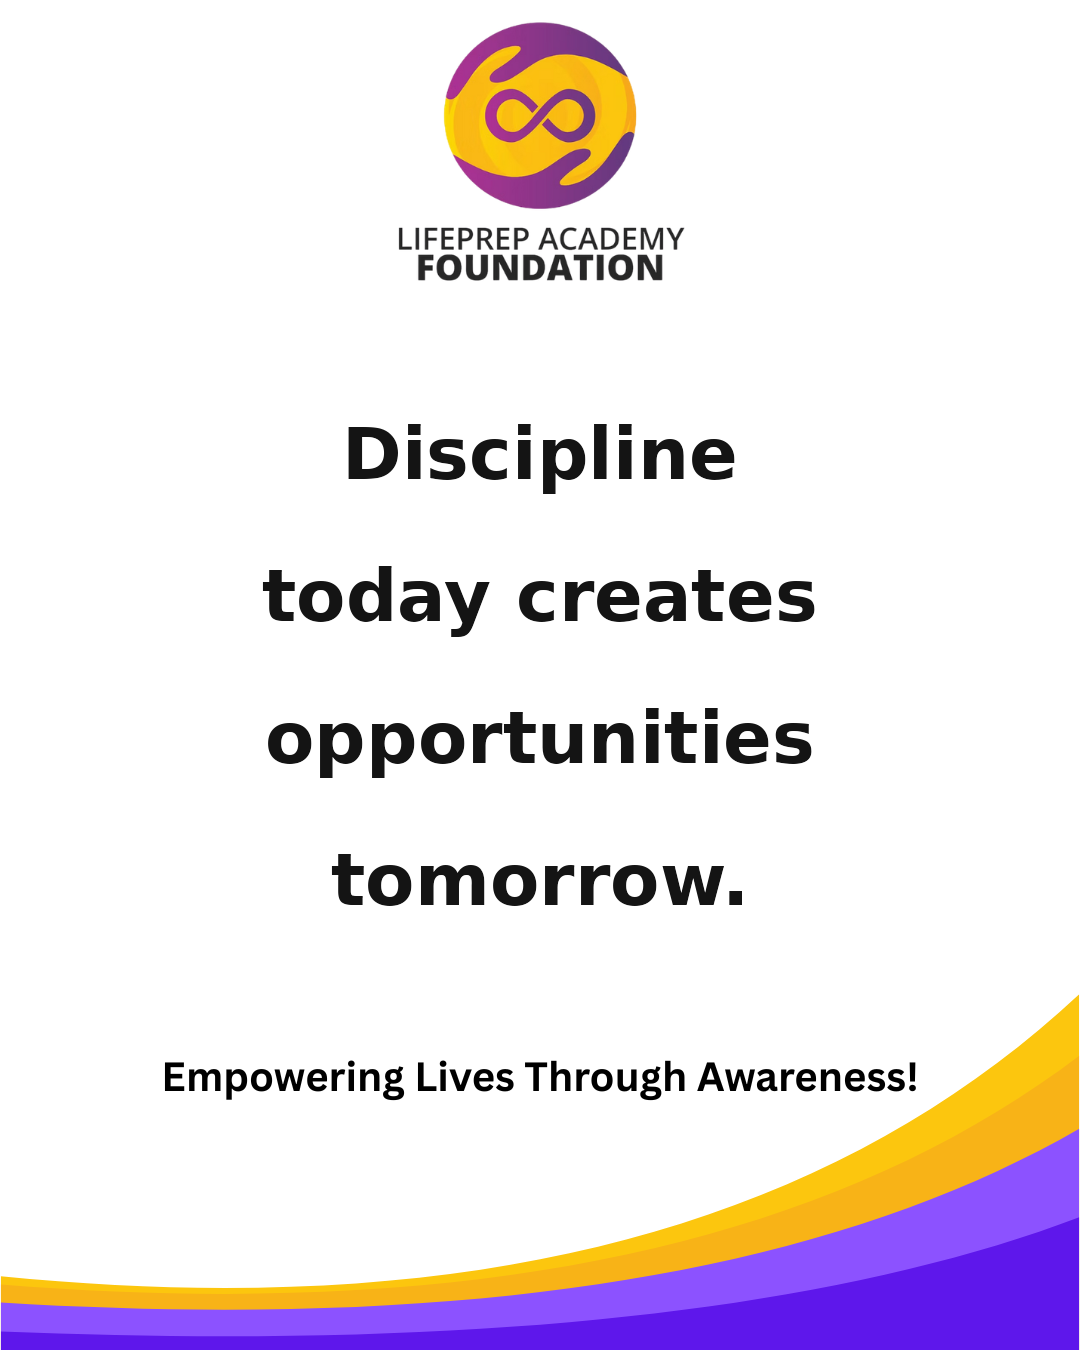 LIFEPREP ACADEMY
FOUNDATION
Discipline
today creates
opportunities
tomorrow.
Empowering Lives Through Awareness!